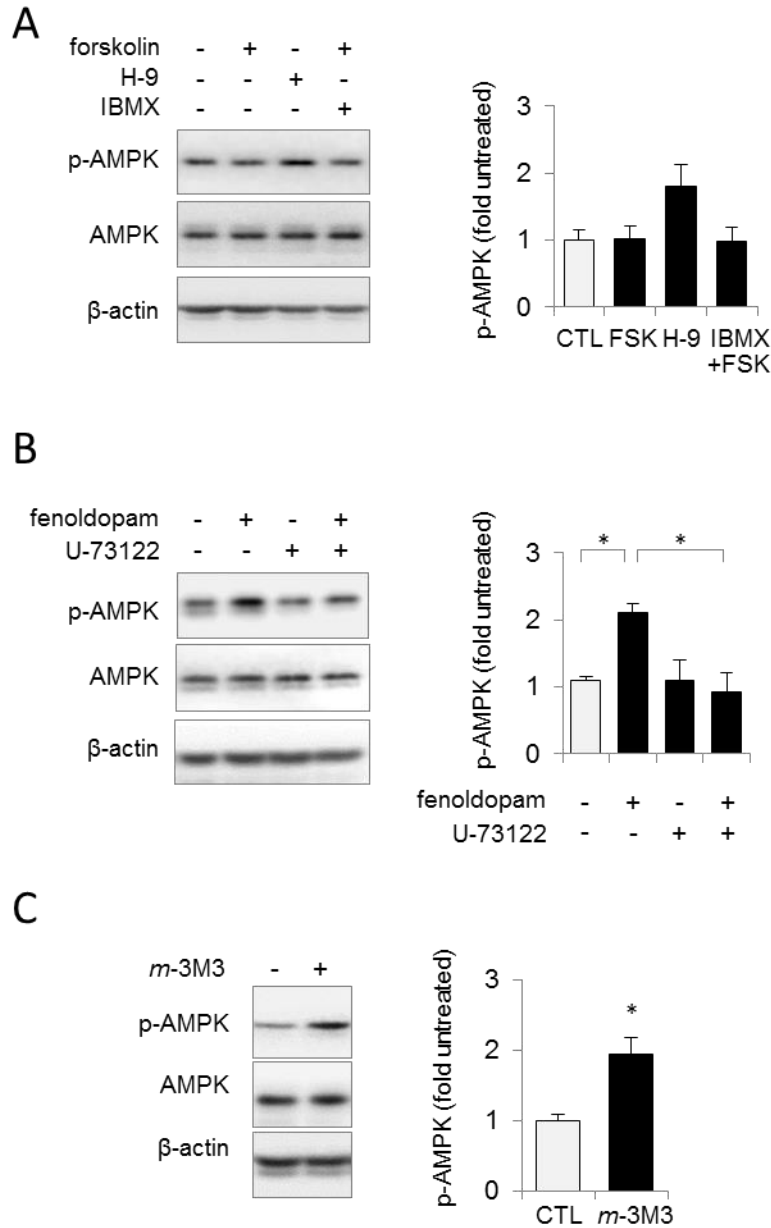 A
forskolin - + - +
H-9 - - + -
IBMX - - - +
p-AMPK
AMPK
β-actin
p-AMPK (fold untreated)
3
2
1
0
CTL FSK H-9 IBMX
+FSK
B
fenoldopam - + - +
U-73122 - - + +
p-AMPK
AMPK
β-actin
p-AMPK (fold untreated)
3
2
1
0
* *
fenoldopam - + - +
U-73122 - - + +
C
m-3M3 - +
p-AMPK
AMPK
β-actin
p-AMPK (fold untreated)
3
2
1
0
*
CTL m-3M3